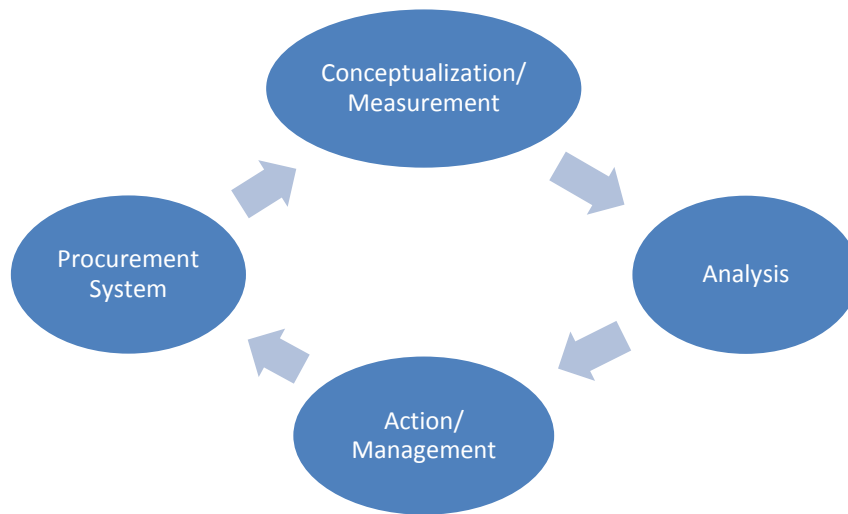 Conceptualization/
Measurement
Procurement
System
Analysis
Action/
Management